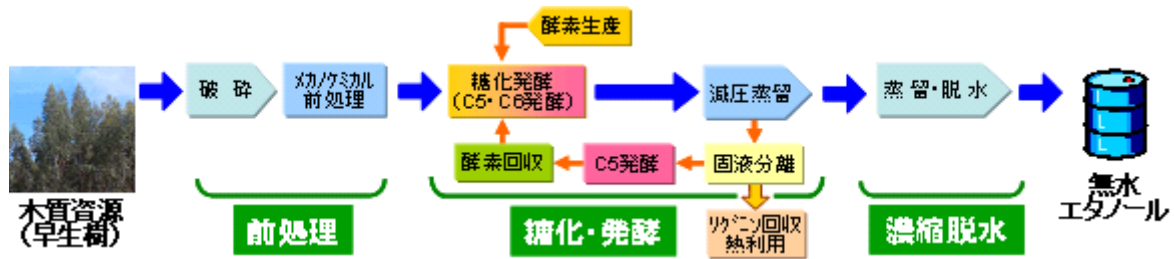 酵素生産
破砕
メカノケミカル
前処理
糖化発酵
(C5・C6発酵)
減圧蒸留
蒸留・脱水
酵素回収
C5発酵
固液分離
木質資源
(早生樹)
前処理
糖化・発酵
リグニン回収
熱利用
濃縮脱水
無水
エタノール